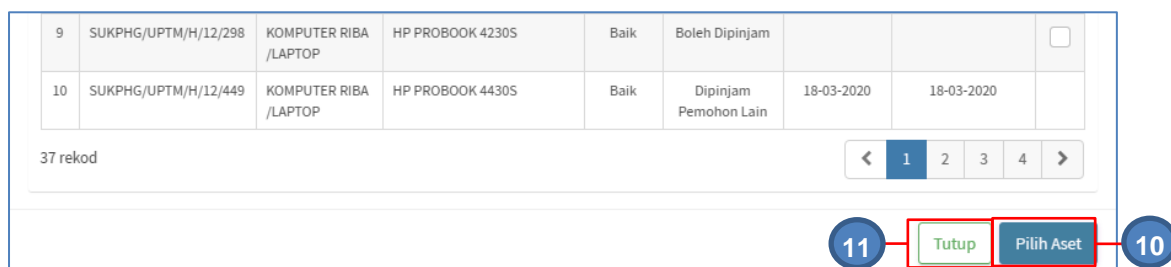 9 SUKPHG/UPTM/H/12/298 KOMPUTER RIBA HP PROBOOK 4230S Baik Boleh Dipinjam
/LAPTOP
10 SUKPHG/UPTM/H/12/449 KOMPUTER RIBA HP PROBOOK 4430S Baik Dipinjam 18-03-2020 18-03-2020
/LAPTOP Pemohon Lain
37 rekod 1 2 3 4
11 Tutup Pilih Aset 10